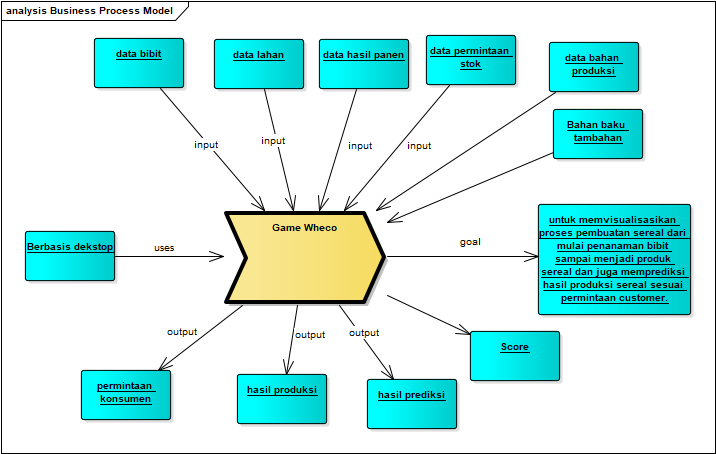 analysis Business Process Model
data bibit
data lahan
data hasil panen
data permintaan
stok
data bahan
produksi
Bahan baku
tambahan
input
input
input
input
Game Wheco
Berbasis dekstop
uses
goal
untuk memvisualisasikan
proses pembuatan sereal dari
mulai penanaman bibit
sampai menjadi produk
sereal dan juga memprediksi
hasil produksi sereal sesuai
permintaan customer.
output
output
output
permintaan
konsumen
hasil produksi
hasil prediksi
Score